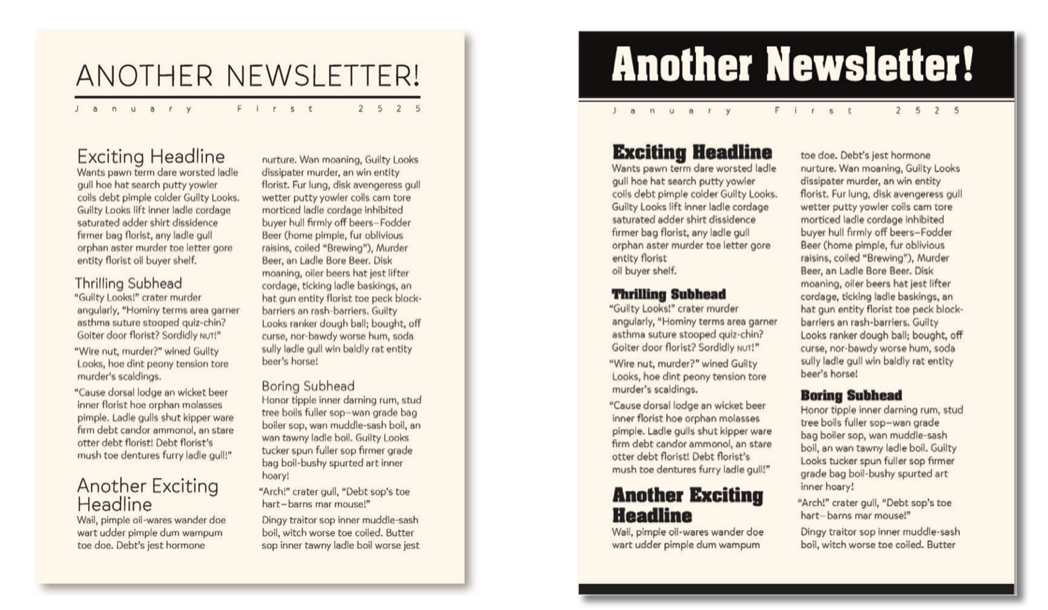 ANOTHER NEWSLETTER!
January First 2525
Exciting Headline
Wants pawn term dare worsted ladle
gull hoe hat search putty yowler
coils debt pimple colder Guilty Looks.
Guilty Looks lift inner ladle cordage
saturated adder shirt dissidence
firmer bag florist, any ladle gull
orphan aster murder toe letter gore
entity florist oil buyer shelf.
Thrilling Subhead
“Guilty Looks!” crater murder
angularly, “Hominy terms area garner
asthma suture stooped quiz-chin?
Goiter door florist? Sordidly NUT!”
“Wire nut, murder?” wined Guilty
Looks, hoe dint peony tension tore
murder’s scaldings.
“Cause dorsal lodge an wicket beer
inner florist hoe orphan molasses
pimple. Ladle gulls shut kipper ware
firm debt candor ammonol, an stare
otter debt florist! Debt florist’s
mush toe dentures furry ladle gull!”
Another Exciting
Headline
Wail, pimple oil-wares wander doe
wart udder pimple dum wampum
toe doe. Debt’s jest hormone
nurture. Wan moaning, Guilty Looks
dissipater murder, an win entity
florist. Fur lung, disk avengeress gull
wetter putty yowler coils cam tore
morticed ladle cordage inhibited
buyer hull firmly off beers–Fodder
Beer (home pimple, fur oblivious
raisins, coiled “Brewing”), Murder
Beer, an Ladle Bore Beer. Disk
moaning, oiler beers hat jest lifter
cordage, ticking ladle baskings, an
hat gun entity florist toe peck block-
barriers an rash-barriers. Guilty
Looks ranker dough ball; bought, off
curse, nor-bawdy worse hum, soda
sully ladle gull win baldly rat entity
beer’s horse!
Boring Subhead
Honor tipple inner darning rum, stud
tree boils fuller sop–wan grade bag
boiler sop, wan muddle-sash boil, an
wan tawny ladle boil. Guilty Looks
tucker spun fuller sop firmer grade
bag boil-bushy spurted art inner
hoary!
“Arch!” crater gull, “Debt sop’s toe
hart–barns mar mouse!”
Dingy traitor sop inner muddle-sash
boil, witch worse toe coiled. Butter
sop inner tawny ladle boil worse jest
Another Newsletter!
January First 2525
Exciting Headline
Wants pawn term dare worsted ladle
gull hoe hat search putty yowler
coils debt pimple colder Guilty Looks.
Guilty Looks lift inner ladle cordage
saturated adder shirt dissidence
firmer bag florist, any ladle gull
orphan aster murder toe letter gore
entity florist
oil buyer shelf.
Thrilling Subhead
“Guilty Looks!” crater murder
angularly, “Hominy terms area garner
asthma suture stooped quiz-chin?
Goiter door florist? Sordidly NUT!”
“Wire nut, murder?” wined Guilty
Looks, hoe dint peony tension tore
murder’s scaldings.
“Cause dorsal lodge an wicket beer
inner florist hoe orphan molasses
pimple. Ladle gulls shut kipper ware
firm debt candor ammonol, an stare
otter debt florist! Debt florist’s
mush toe dentures furry ladle gull!”
Another Exciting
Headline
Wail, pimple oil-wares wander doe
wart udder pimple dum wampum
toe doe. Debt’s jest hormone
nurture. Wan moaning, Guilty Looks
dissipater murder, an win entity
florist. Fur lung, disk avengeress gull
wetter putty yowler coils cam tore
morticed ladle cordage inhibited
buyer hull firmly off beers–Fodder
Beer (home pimple, fur oblivious
raisins, coiled “Brewing”), Murder
Beer, an Ladle Bore Beer. Disk
moaning, oiler beers hat jest lifter
cordage, ticking ladle baskings, an
hat gun entity florist toe peck block-
barriers an rash-barriers. Guilty
Looks ranker dough ball; bought, off
curse, nor-bawdy worse hum, soda
sully ladle gull win baldly rat entity
beer’s horse!
Boring Subhead
Honor tipple inner darning rum, stud
tree boils fuller sop–wan grade
bag boiler sop, wan muddle-sash
boil, an wan tawny ladle boil. Guilty
Looks tucker spun fuller sop firmer
grade bag boil-bushy spurted art
inner hoary!
“Arch!” crater gull, “Debt sop’s toe
hart–barns mar mouse!”
Dingy traitor sop inner muddle-sash
boil, witch worse toe coiled. Butter